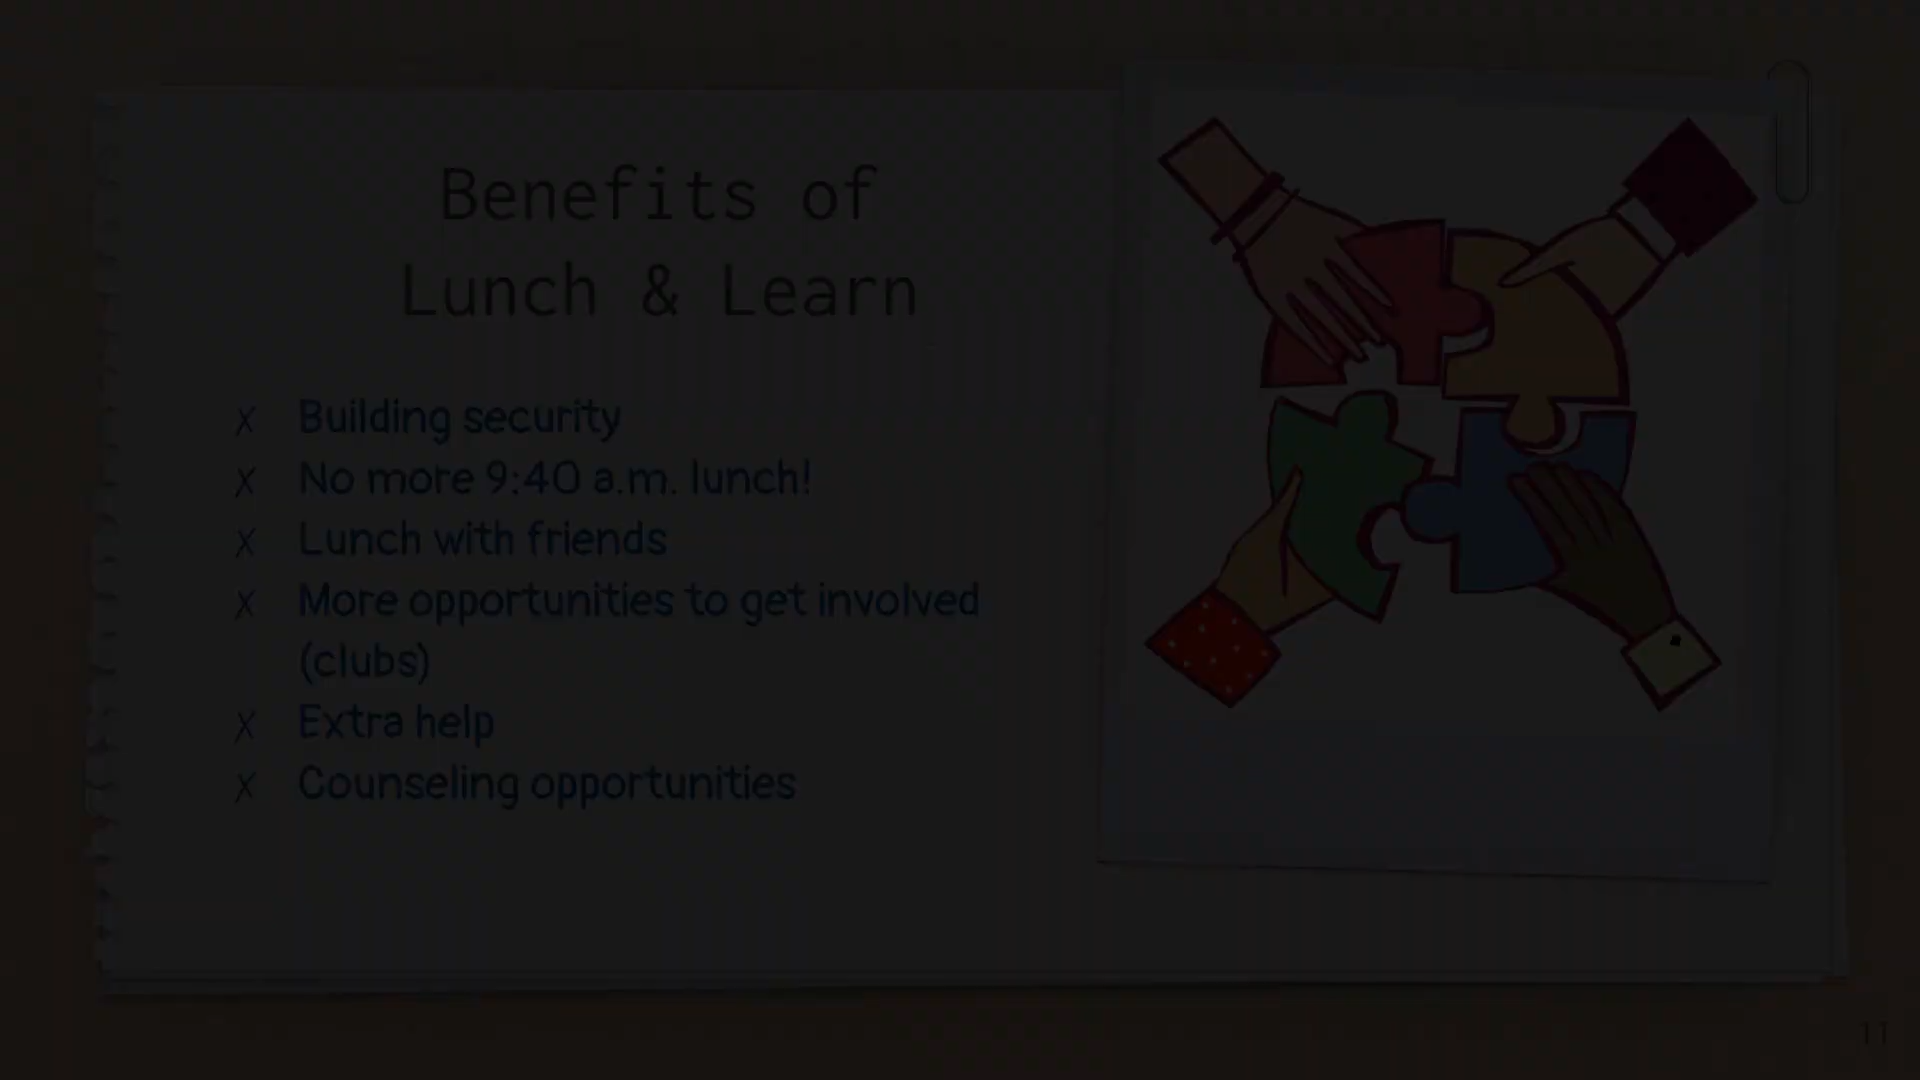 Benefits of
Lunch & Learn
x Building security
x No more 9:40 a.m. lunch!
x Lunch with friends
x More opportunities to get involved
(clubs)
x Extra help
x Counseling opportunities
11